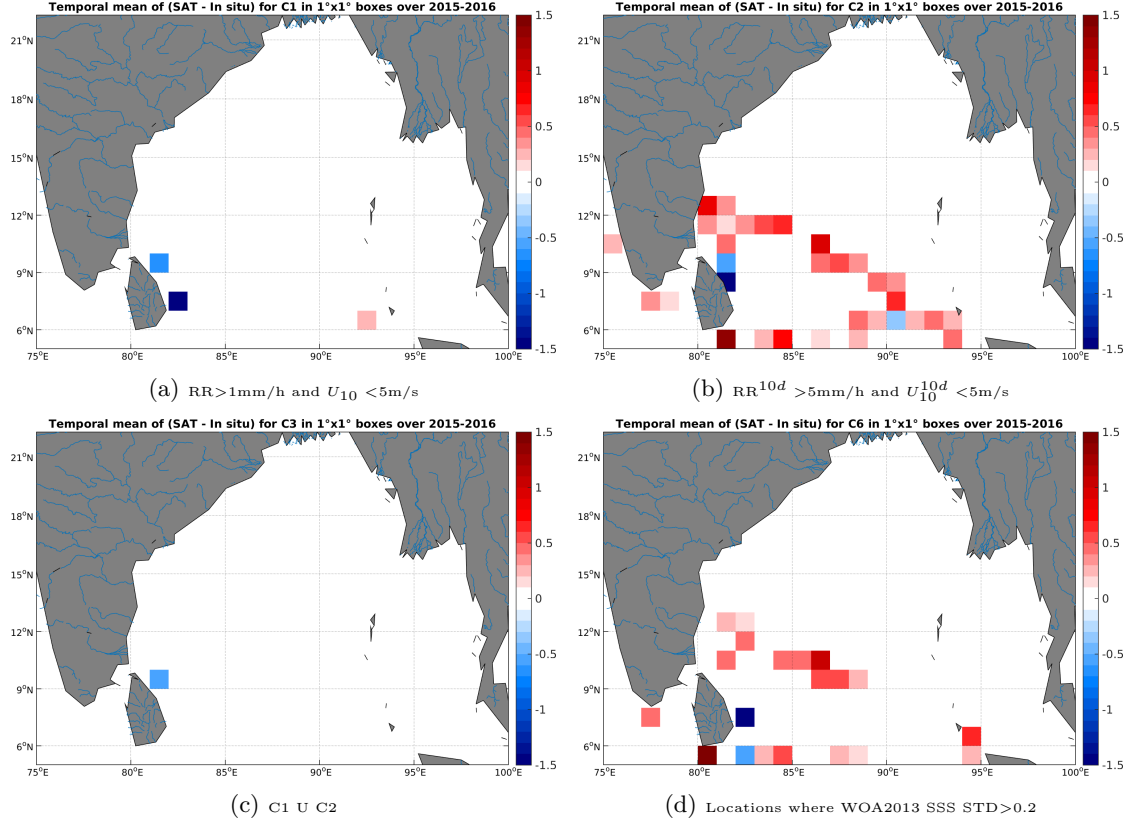 Temporal mean of (SAT - In situ) for C1 in 1°x1° boxes over 2015-2016
21°N
18°N
15°N
12°N
9°N
6°N
75°E 80°E 85°E 90°E 95°E 100°E
1.5
1
0.5
0
-0.5
-1
-1.5
(a) RR>1mm/h and U10 <5m/s
Temporal mean of (SAT - In situ) for C2 in 1°x1° boxes over 2015-2016
21°N
18°N
15°N
12°N
9°N
6°N
75°E 80°E 85°E 90°E 95°E 100°E
1.5
1
0.5
0
-0.5
-1
-1.5
(b) RR^10d >5mm/h and U10^10d <5m/s
Temporal mean of (SAT - In situ) for C3 in 1°x1° boxes over 2015-2016
21°N
18°N
15°N
12°N
9°N
6°N
75°E 80°E 85°E 90°E 95°E 100°E
1.5
1
0.5
0
-0.5
-1
-1.5
(c) C1 U C2
Temporal mean of (SAT - In situ) for C6 in 1°x1° boxes over 2015-2016
21°N
18°N
15°N
12°N
9°N
6°N
75°E 80°E 85°E 90°E 95°E 100°E
1.5
1
0.5
0
-0.5
-1
-1.5
(d) Locations where WOA2013 SSS STD>0.2